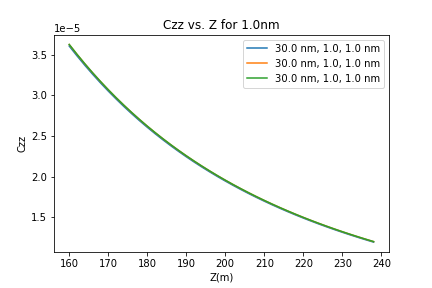 Czz vs. Z for 1.0nm
1e−5
30.0 nm, 1.0, 1.0 nm
30.0 nm, 1.0, 1.0 nm
30.0 nm, 1.0, 1.0 nm
3.5
3.0
2.5
2.0
1.5
Czz
160 170 180 190 200 210 220 230 240
Z(m)